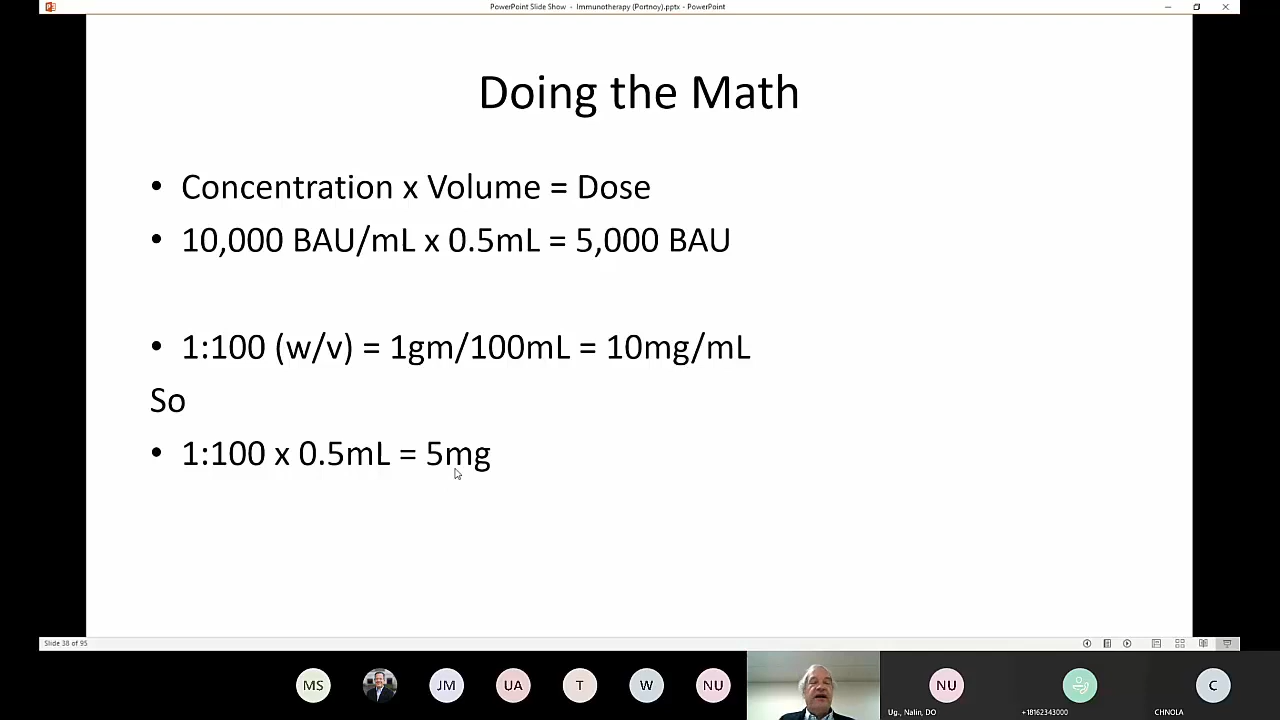 PowerPoint Slide Show - Immunotherapy (Portnoy).pptx - PowerPoint
Doing the Math
• Concentration x Volume = Dose
• 10,000 BAU/mL x 0.5mL = 5,000 BAU
• 1:100 (w/v) = 1gm/100mL = 10mg/mL
So
• 1:100 x 0.5mL = 5mg
Slide 38 of 95
MS JM UA T W NU NU C
Ug., Nalin, DO +18162343000 CHNOLA